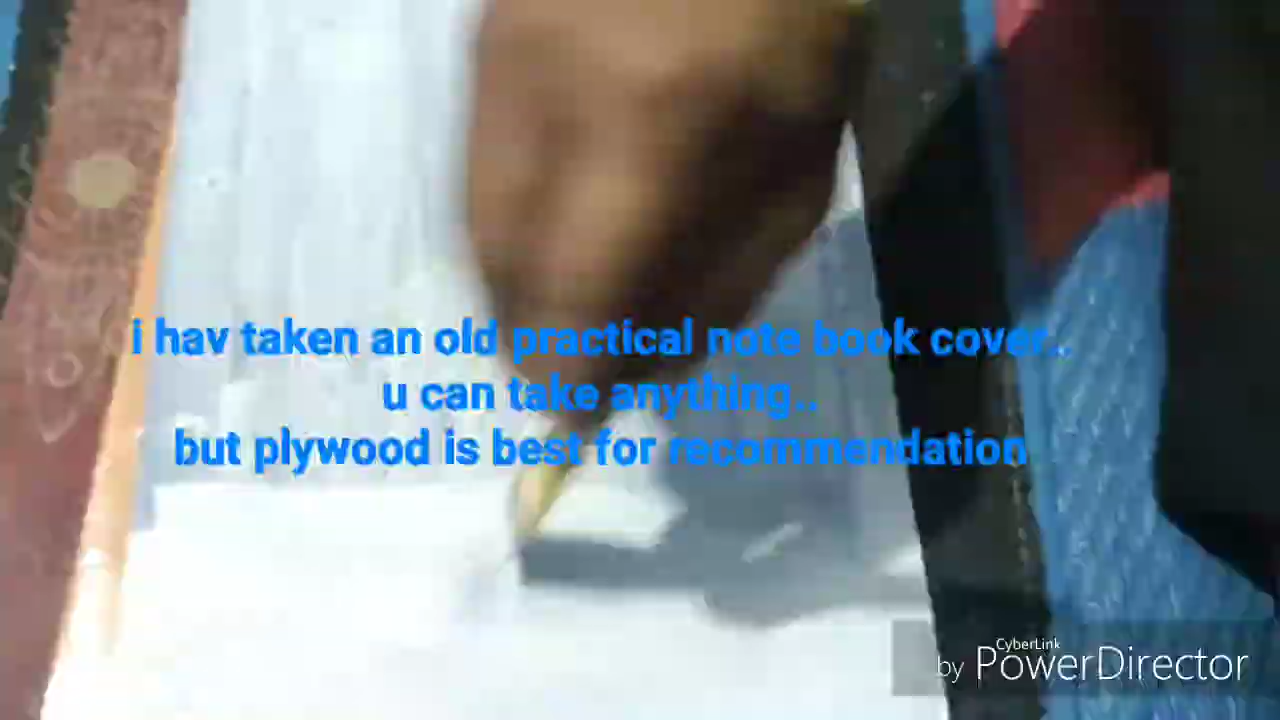 i hav taken an old practical note book cover..
u can take anything..
but plywood is best for recommendation
CyberLink
by PowerDirector